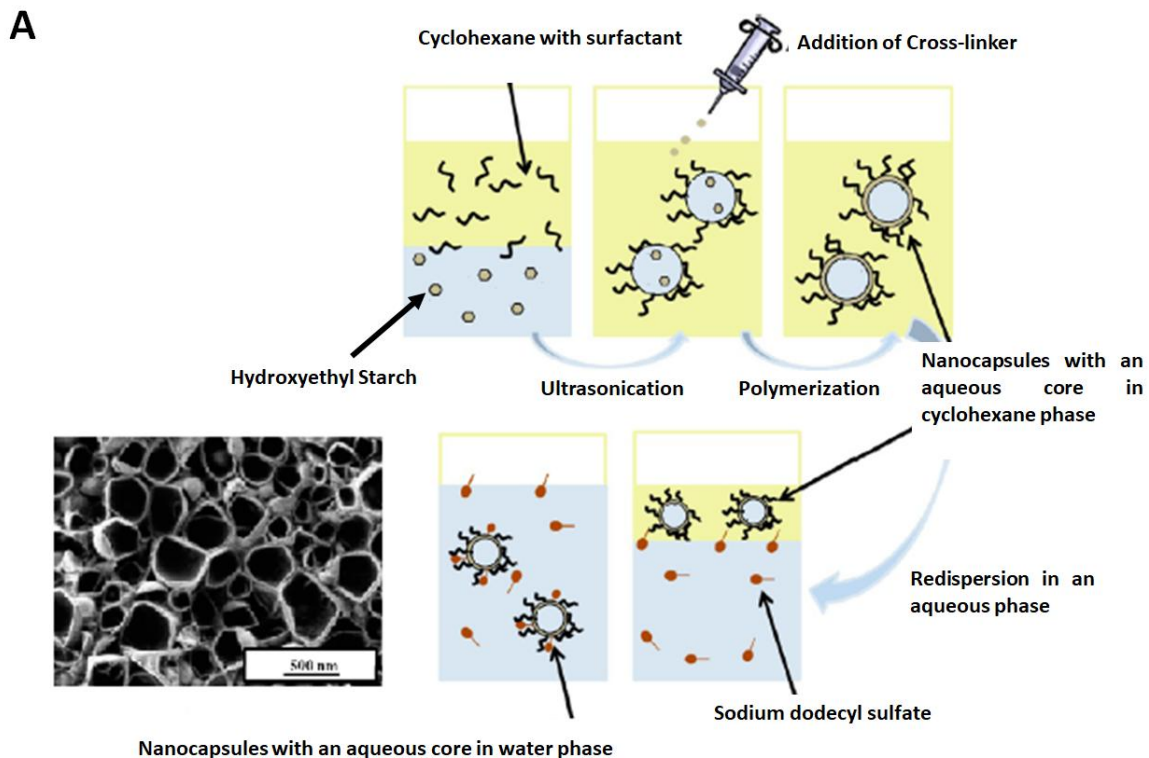 A
Cyclohexane with surfactant
Addition of Cross-linker
Hydroxyethyl Starch
Ultrasonication
Polymerization
Nanocapsules with an
aqueous core in
cyclohexane phase
500 nm
Redispersion in an
aqueous phase
Sodium dodecyl sulfate
Nanocapsules with an aqueous core in water phase